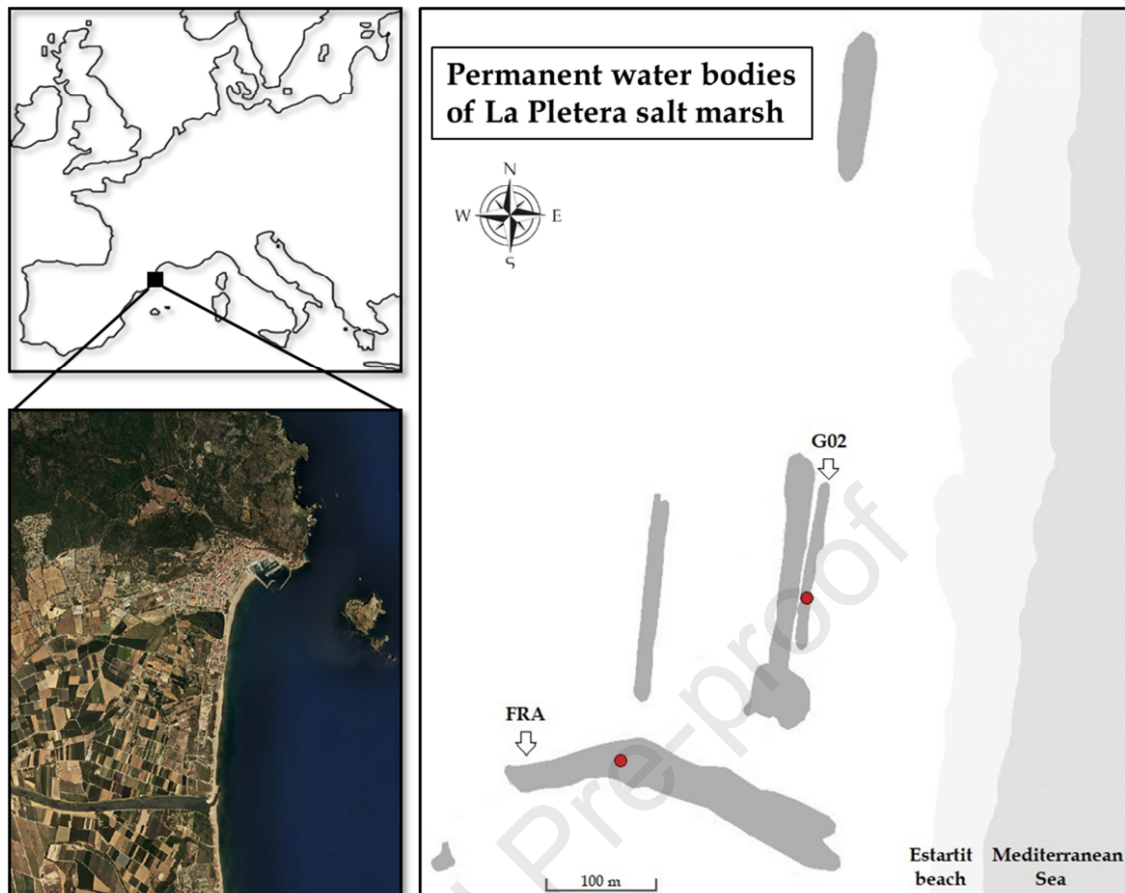 Permanent water bodies
of La Pletera salt marsh
N
W E
S
G02
FRA
Pre-proof
100 m
Estartit
beach
Mediterranean
Sea